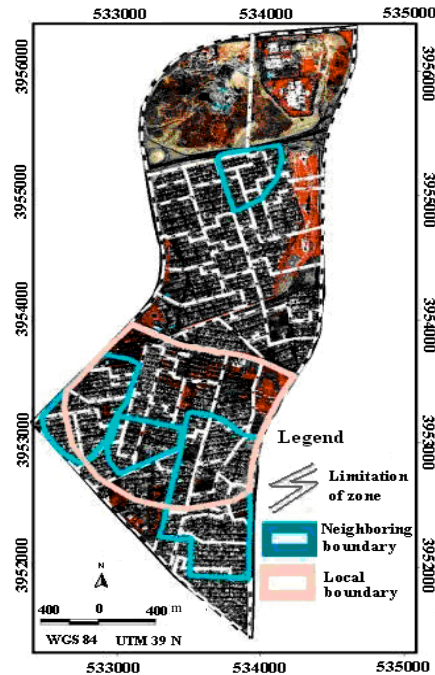 533000 534000 535000
3956000
3956000
3955000
3955000
3954000
3954000
3953000
3953000
3952000
3952000
Legend
Limitation
of zone
Neighboring
boundary
Local
boundary
N
400 0 400 m
WGS 84 UTM 39 N
533000 534000 535000